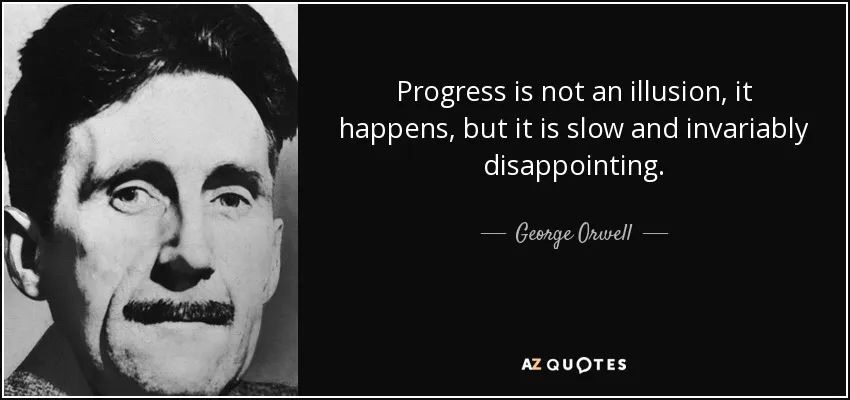 Progress is not an illusion, it
happens, but it is slow and invariably
disappointing.
George Orwell
AZ QUOTES